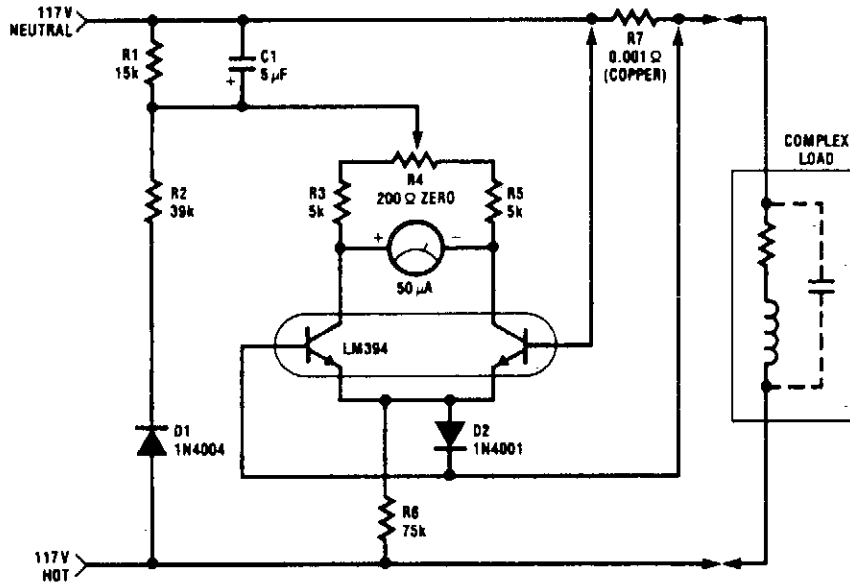 117V
NEUTRAL
R1
15k
C1
5 μF
+
R7
0.001 Ω
(COPPER)
COMPLEX
LOAD
R4
200 Ω ZERO
R3
5k
R5
5k
R2
39k
+
–
50 μA
LM394
D1
1N4004
D2
1N4001
R6
75k
117V
HOT